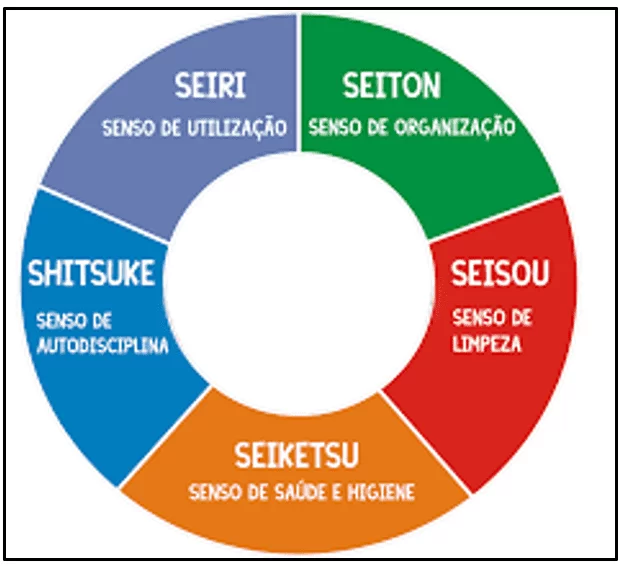 SEIRI
SENSO DE UTILIZAÇÃO
SEITON
SENSO DE ORGANIZAÇÃO
SEISOU
SENSO DE
LIMPEZA
SEIKETSU
SENSO DE SAÚDE E HIGIENE
SHITSUKE
SENSO DE
AUTODISCIPLINA